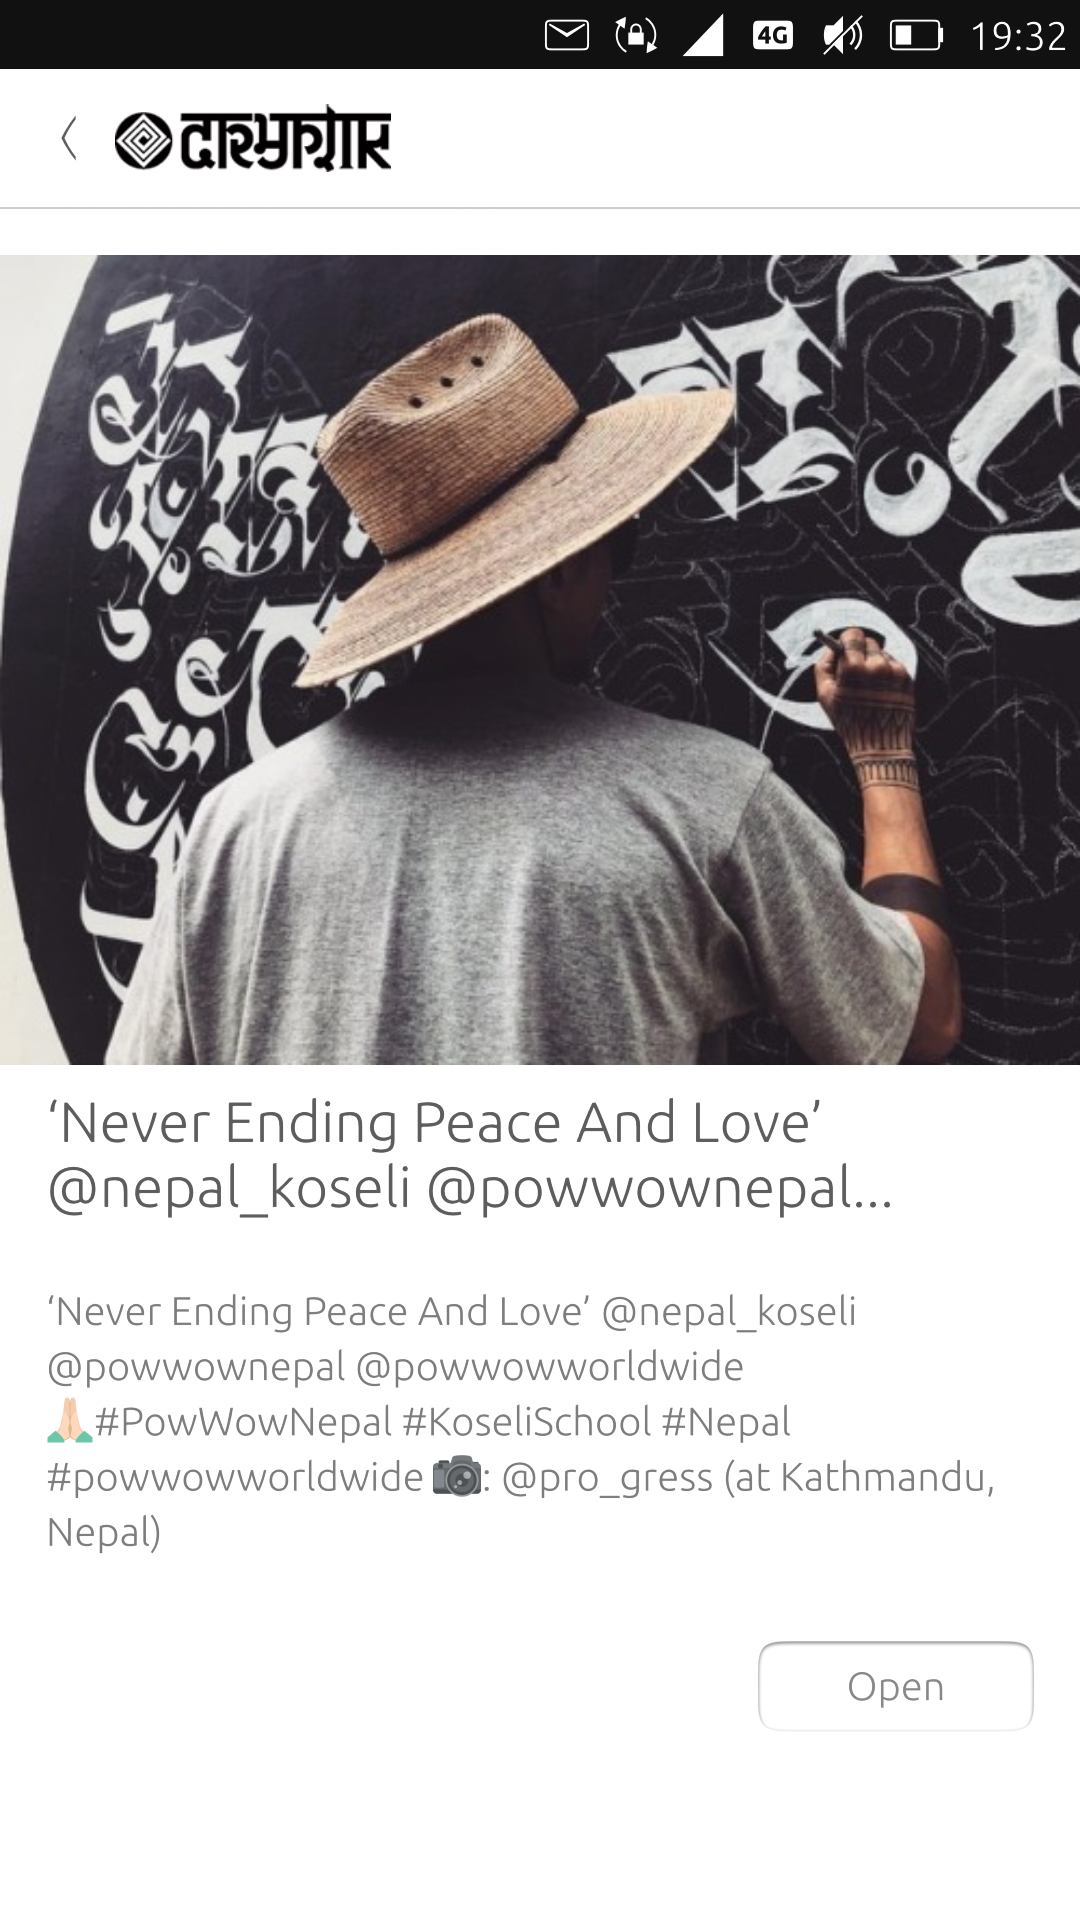 4G 19:32
‘Never Ending Peace And Love’
@nepal_koseli @powwownepal...
‘Never Ending Peace And Love’ @nepal_koseli
@powwownepal @powwowworldwide
🙏🏻#PowWowNepal #KoseliSchool #Nepal
#powwowworldwide 📷: @pro_gress (at Kathmandu,
Nepal)
Open